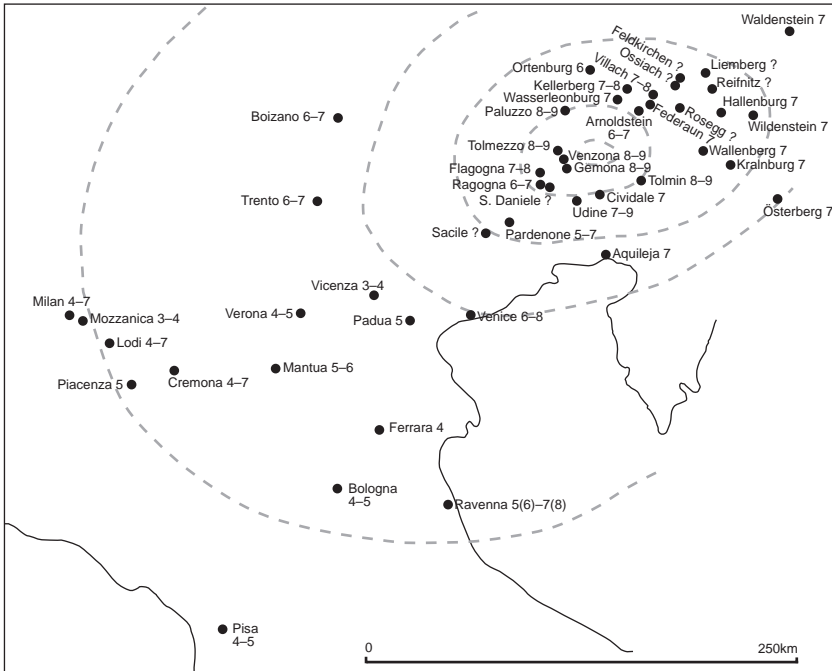 Waldenstein 7
Feldkirchen ?
Ossiach ?
Liemberg ?
Villach 7–8
Ortenburg 6
Reifnitz ?
Kellerberg 7–8
Wasserleonburg 7
Hallenburg 7
Paluzzo 8–9
Boizano 6–7
Arnoldstein
6–7
Federaun 7
Rosegg ?
Wildenstein 7
Tolmezzo 8–9
Venzona 8–9
Wallenberg 7
Gemona 8–9
Kralnburg 7
Flagogna 7–8
Ragogna 6–7
Tolmin 8–9
S. Daniele ?
Cividale 7
Trento 6–7
Udine 7–9
Österberg 7
Sacile ?
Pardenone 5–7
Aquileja 7
Vicenza 3–4
Milan 4–7
Mozzanica 3–4
Verona 4–5
Padua 5
Venice 6–8
Lodi 4–7
Piacenza 5
Cremona 4–7
Mantua 5–6
Ferrara 4
Bologna
4–5
Ravenna 5(6)–7(8)
Pisa
4–5
0
250km